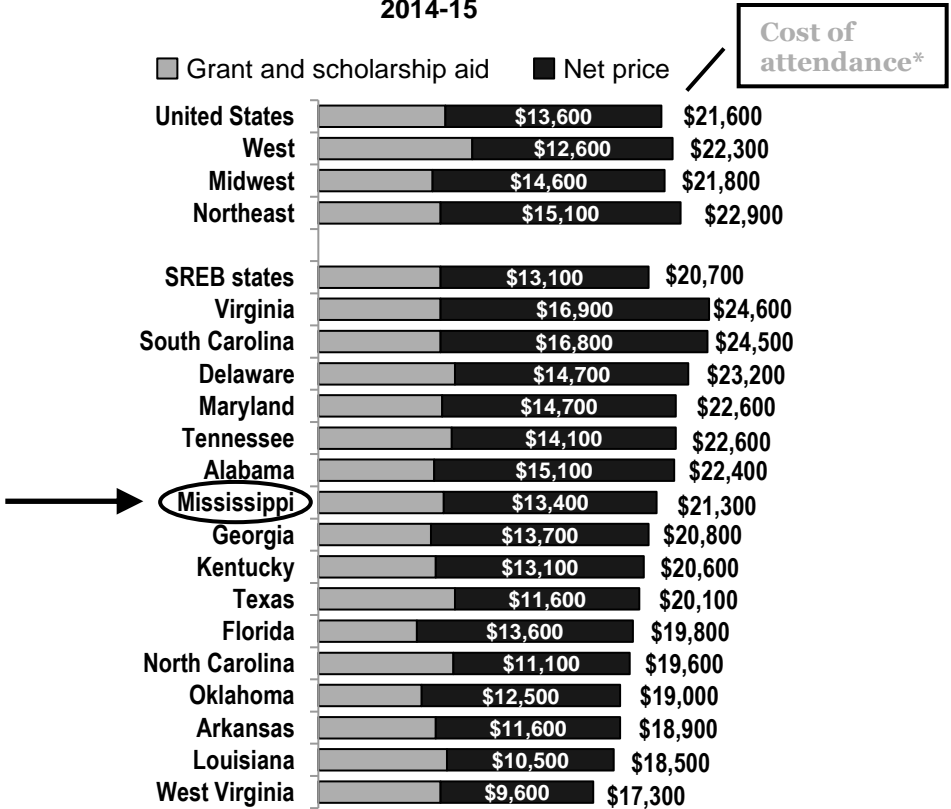 2014-15
Cost of
attendance*
Grant and scholarship aid Net price
United States $13,600 $21,600
West $12,600 $22,300
Midwest $14,600 $21,800
Northeast $15,100 $22,900
SREB states $13,100 $20,700
Virginia $16,900 $24,600
South Carolina $16,800 $24,500
Delaware $14,700 $23,200
Maryland $14,700 $22,600
Tennessee $14,100 $22,600
Alabama $15,100 $22,400
Mississippi $13,400 $21,300
Georgia $13,700 $20,800
Kentucky $13,100 $20,600
Texas $11,600 $20,100
Florida $13,600 $19,800
North Carolina $11,100 $19,600
Oklahoma $12,500 $19,000
Arkansas $11,600 $18,900
Louisiana $10,500 $18,500
West Virginia $9,600 $17,300